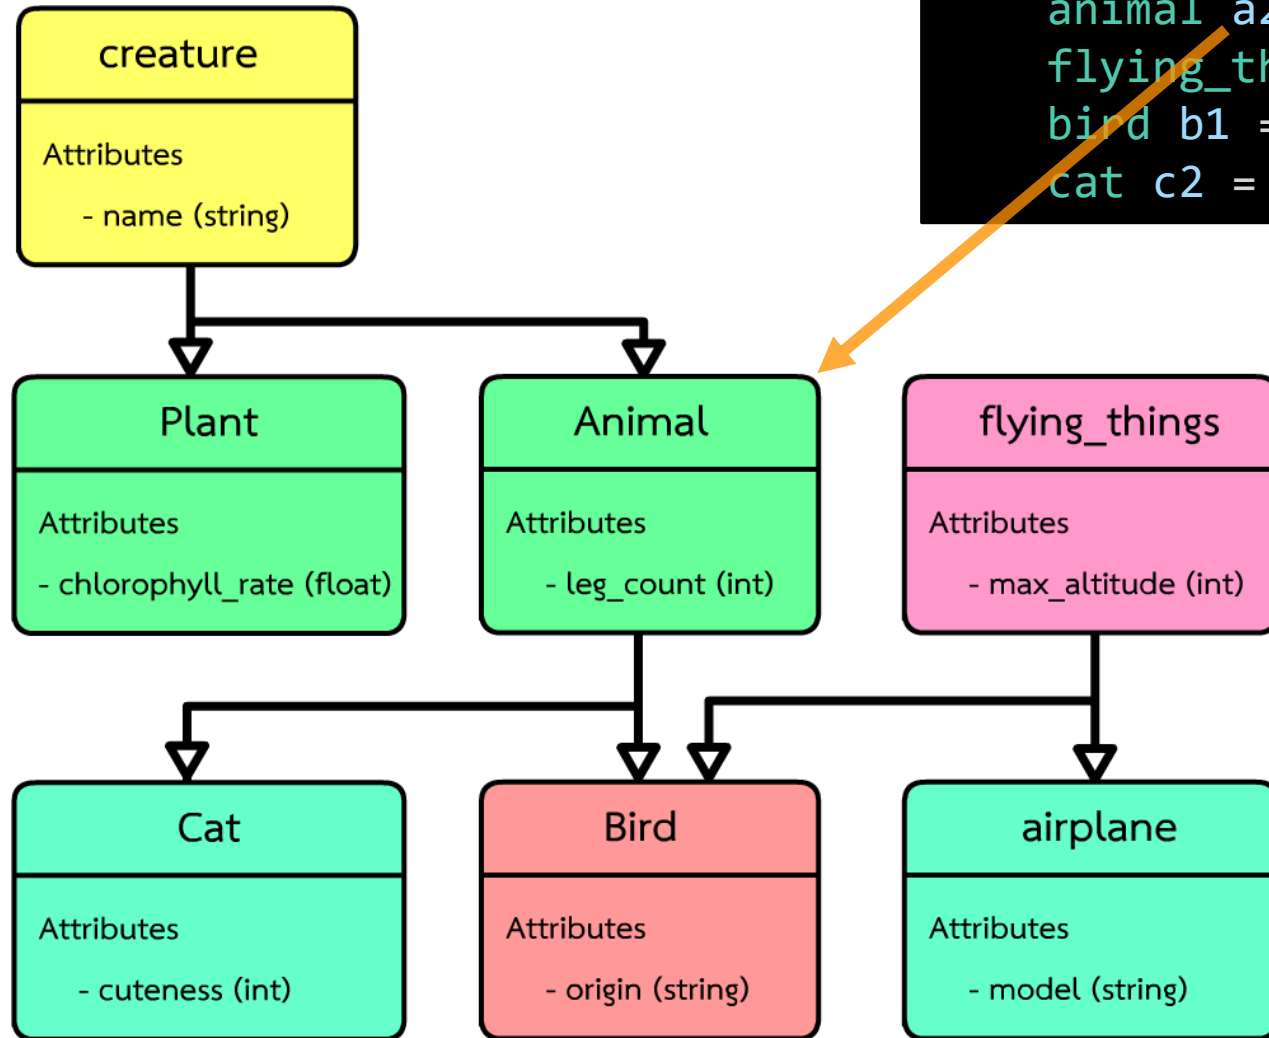 creature
Attributes
- name (string)
animal a2
flying_th
bird b1 =
cat c2 =
Plant
Attributes
- chlorophyll_rate (float)
Animal
Attributes
- leg_count (int)
flying_things
Attributes
- max_altitude (int)
Cat
Attributes
- cuteness (int)
Bird
Attributes
- origin (string)
airplane
Attributes
- model (string)